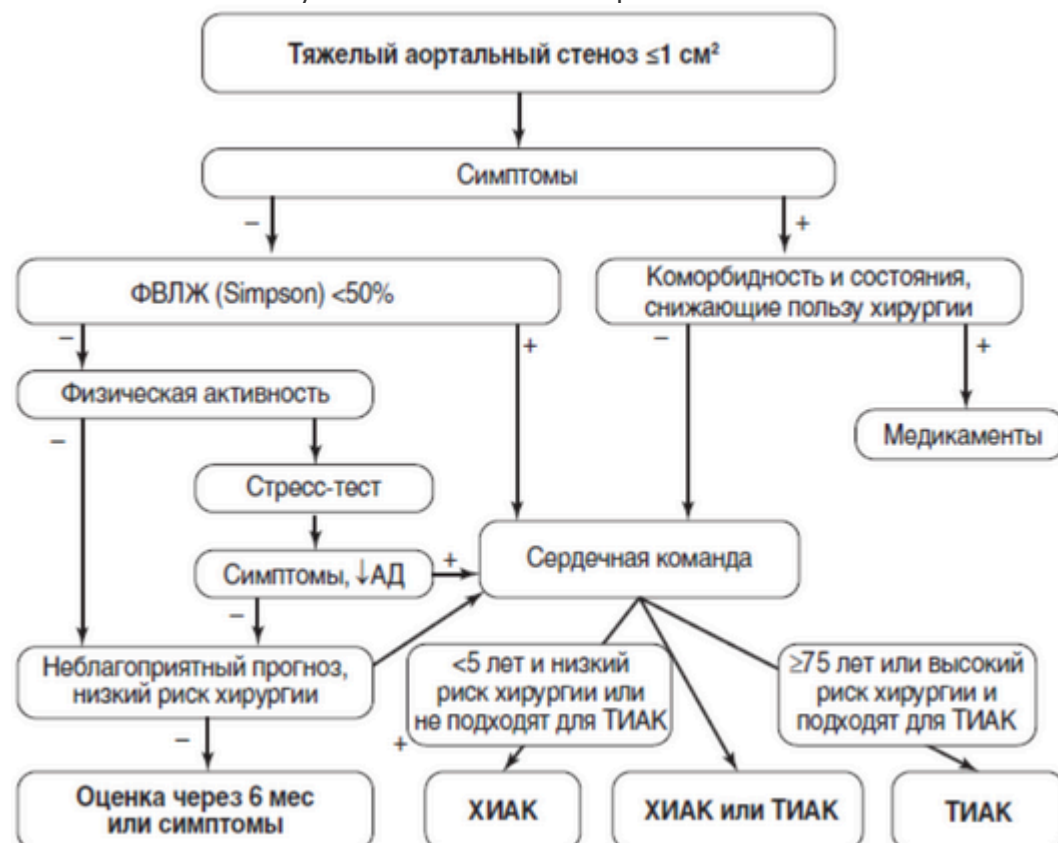 Тяжелый аортальный стеноз ≤1 см²
Симптомы
–
+
ФВЛЖ (Simpson) <50%
Коморбидность и состояния,
снижающие пользу хирургии
–
+
–
+
Физическая активность
–
Медикаменты
Стресс-тест
Симптомы, ↓АД
+
Сердечная команда
–
Неблагоприятный прогноз,
низкий риск хирургии
<5 лет и низкий
риск хирургии или
не подходят для ТИАК
≥75 лет или высокий
риск хирургии и
подходят для ТИАК
–
+
Оценка через 6 мес
или симптомы
ХИАК
ХИАК или ТИАК
ТИАК